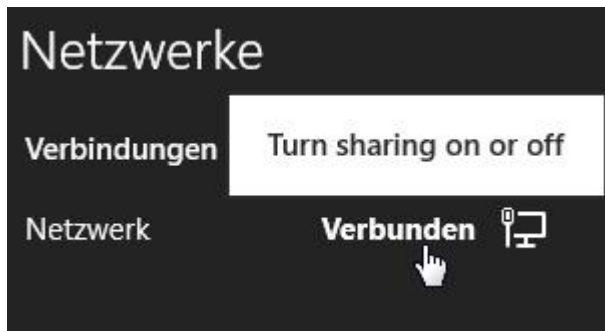 Netzwerke
Verbindungen
Turn sharing on or off
Netzwerk Verbunden